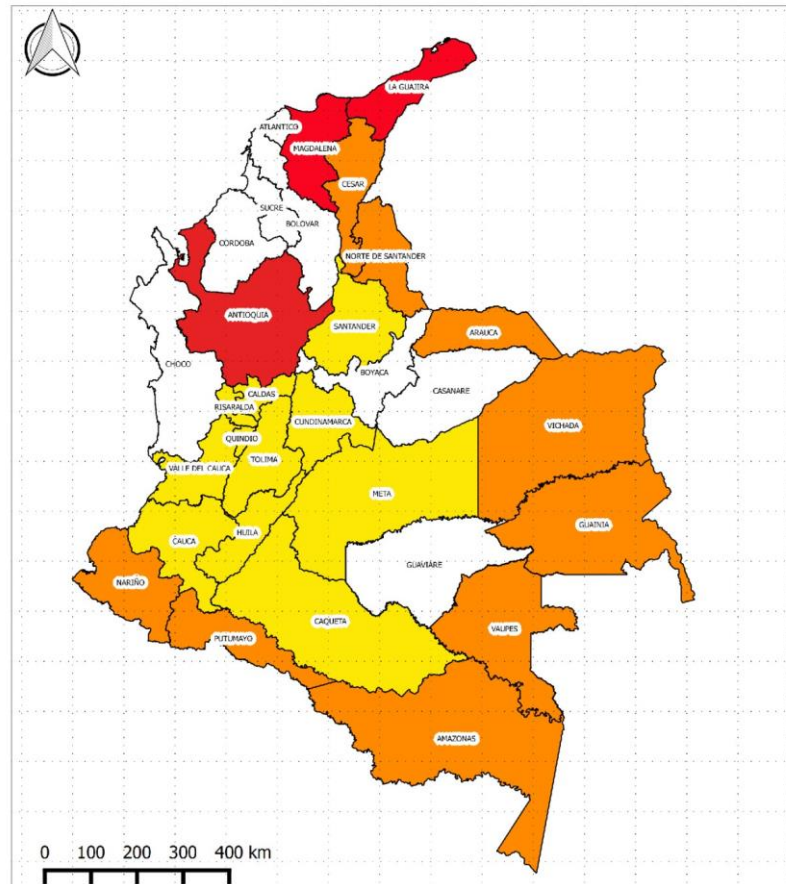 LA GUAJIRA
ATLANTICO
MAGDALENA
CESAR
SUCRE
BOLOVAR
CORDOBA
NORTE DE SANTANDER
ANTIOQUIA
SANTANDER
ARAUCA
CHOCO
BOYACA
CASANARE
CALDAS
RISARALDA
CUNDINAMARCA
VICHADA
QUINDIO
TOLIMA
VALLE DEL CAUCA
META
GUAINIA
HUILA
CAUCA
GUAVIARE
NARIÑO
CAQUETA
VAUPES
PUTUMAYO
AMAZONAS
0 100 200 300 400 km